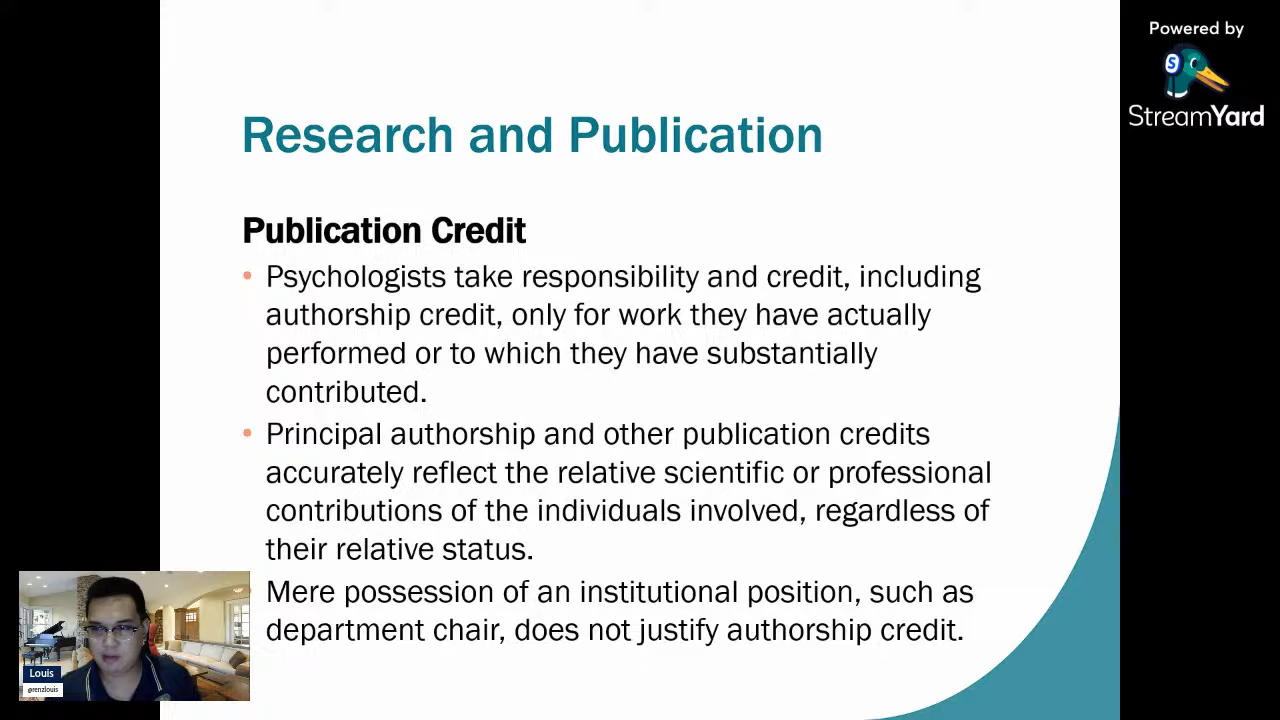 Powered by
StreamYard
Research and Publication
Publication Credit
• Psychologists take responsibility and credit, including
authorship credit, only for work they have actually
performed or to which they have substantially
contributed.
• Principal authorship and other publication credits
accurately reflect the relative scientific or professional
contributions of the individuals involved, regardless of
their relative status.
Mere possession of an institutional position, such as
department chair, does not justify authorship credit.
Louis
@renzlouis